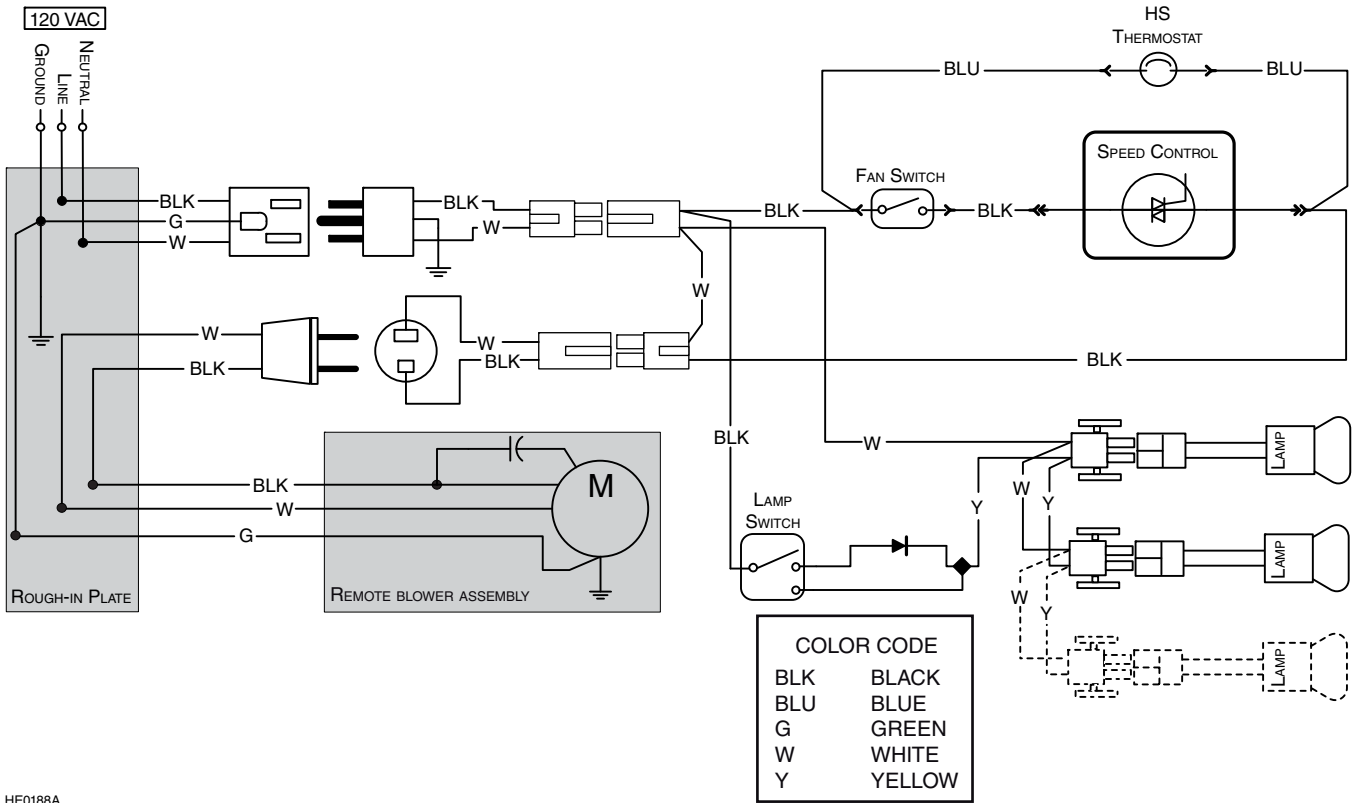 120 VAC
GROUND
LINE
NEUTRAL
HS
THERMOSTAT
BLU
BLU
SPEED CONTROL
FAN SWITCH
BLK
G
W
BLK
W
BLK
BLK
W
W
BLK
W
BLK
BLK
BLK
W
LAMP
W
Y
Y
LAMP
SWITCH
LAMP
W
Y
LAMP
BLK
W
G
M
ROUGH-IN PLATE
REMOTE BLOWER ASSEMBLY
COLOR CODE
BLK BLACK
BLU BLUE
G GREEN
W WHITE
Y YELLOW
HE0188A